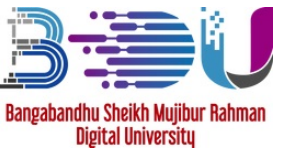 BDU
Bangabandhu Sheikh Mujibur Rahman
Digital University